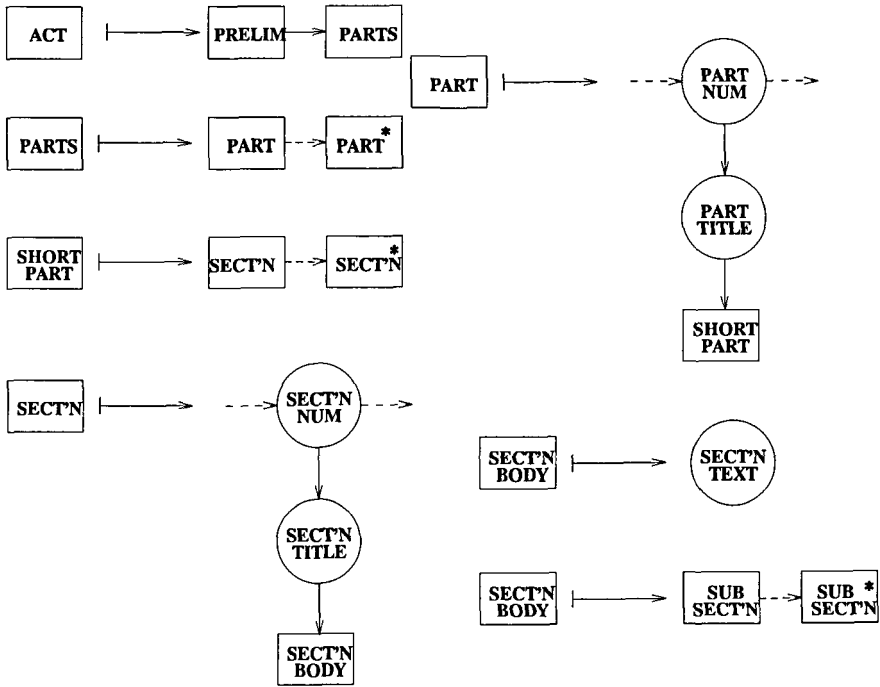 ACT
PRELIM
PARTS
PART
PART
NUM
PARTS
PART
PART*
PART
TITLE
SHORT
PART
SECT'N
SECT'N*
SHORT
PART
SECT'N
SECT'N
NUM
SECT'N
BODY
SECT'N
TEXT
SECT'N
TITLE
SECT'N
BODY
SUB
SECT'N
SUB *
SECT'N
SECT'N
BODY